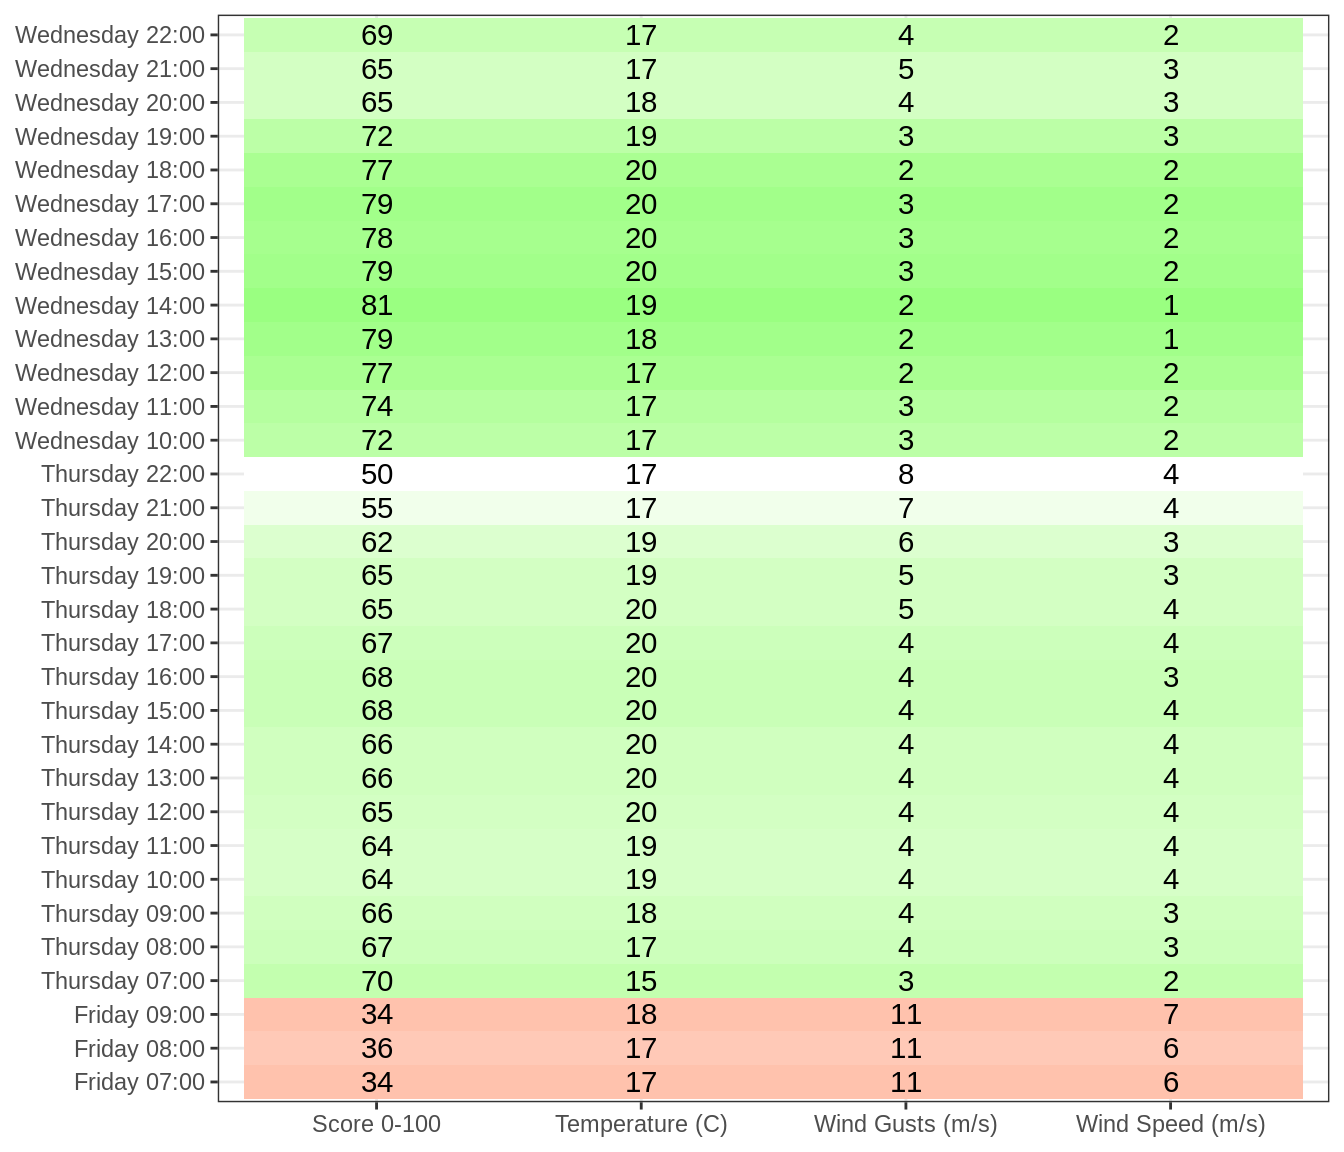 Wednesday 22:00 69 17 4 2
Wednesday 21:00 65 17 5 3
Wednesday 20:00 65 18 4 3
Wednesday 19:00 72 19 3 3
Wednesday 18:00 77 20 2 2
Wednesday 17:00 79 20 3 2
Wednesday 16:00 78 20 3 2
Wednesday 15:00 79 20 3 2
Wednesday 14:00 81 19 2 1
Wednesday 13:00 79 18 2 1
Wednesday 12:00 77 17 2 2
Wednesday 11:00 74 17 3 2
Wednesday 10:00 72 17 3 2
Thursday 22:00 50 17 8 4
Thursday 21:00 55 17 7 4
Thursday 20:00 62 19 6 3
Thursday 19:00 65 19 5 3
Thursday 18:00 65 20 5 4
Thursday 17:00 67 20 4 4
Thursday 16:00 68 20 4 3
Thursday 15:00 68 20 4 4
Thursday 14:00 66 20 4 4
Thursday 13:00 66 20 4 4
Thursday 12:00 65 20 4 4
Thursday 11:00 64 19 4 4
Thursday 10:00 64 19 4 4
Thursday 09:00 66 18 4 3
Thursday 08:00 67 17 4 3
Thursday 07:00 70 15 3 2
Friday 09:00 34 18 11 7
Friday 08:00 36 17 11 6
Friday 07:00 34 17 11 6
Score 0-100 Temperature (C) Wind Gusts (m/s) Wind Speed (m/s)